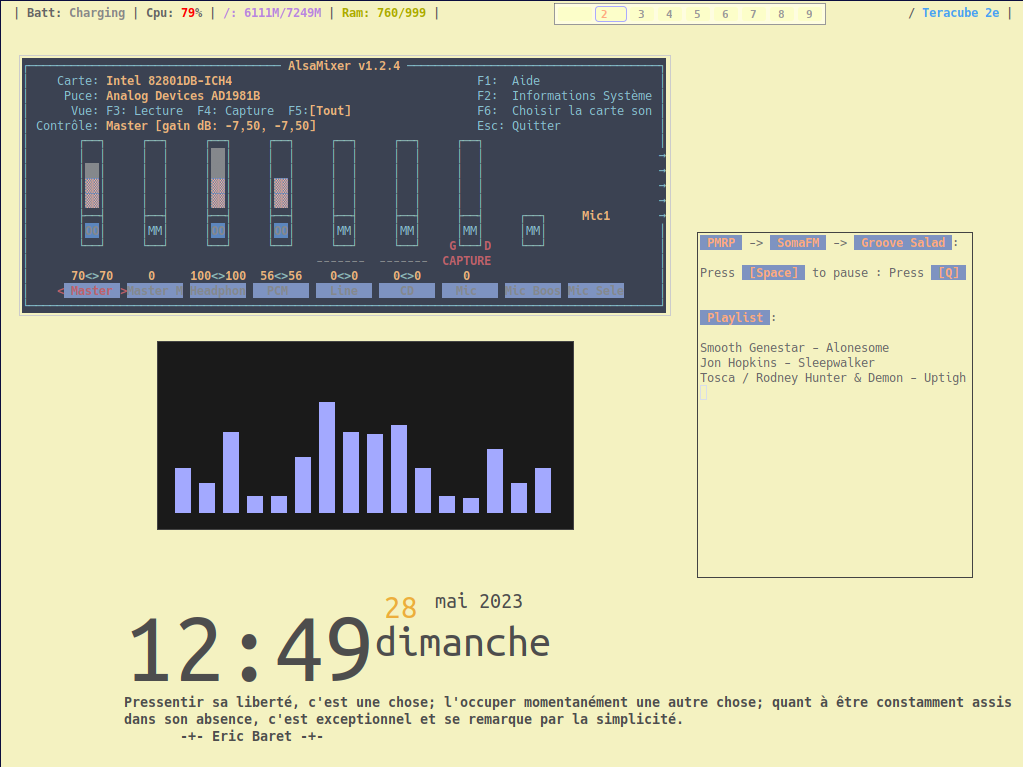 | Batt: Charging | Cpu: 79% | /: 6111M/7249M | Ram: 760/999 |
2 3 4 5 6 7 8 9
/ Teracube 2e |
AlsaMixer v1.2.4
Carte: Intel 82801DB-ICH4 F1: Aide
Puce: Analog Devices AD1981B F2: Informations Système
Vue: F3: Lecture F4: Capture F5:[Tout] F6: Choisir la carte son
Contrôle: Master [gain dB: -7,50, -7,50] Esc: Quitter
Mic1
OO MM OO OO MM MM MM MM
G D
------- ------- CAPTURE
70<>70 0 100<>100 56<>56 0<>0 0<>0 0
< Master > Master M Headphon PCM Line CD Mic Mic Boos Mic Sele
PMRP -> SomaFM -> Groove Salad :
Press [Space] to pause : Press [Q]
Playlist :
Smooth Genestar – Alonesome
Jon Hopkins – Sleepwalker
Tosca / Rodney Hunter & Demon – Uptigh
28 mai 2023
12:49 dimanche
Pressentir sa liberté, c'est une chose; l'occuper momentanément une autre chose; quant à être constamment assis
dans son absence, c'est exceptionnel et se remarque par la simplicité.
-+- Eric Baret -+-